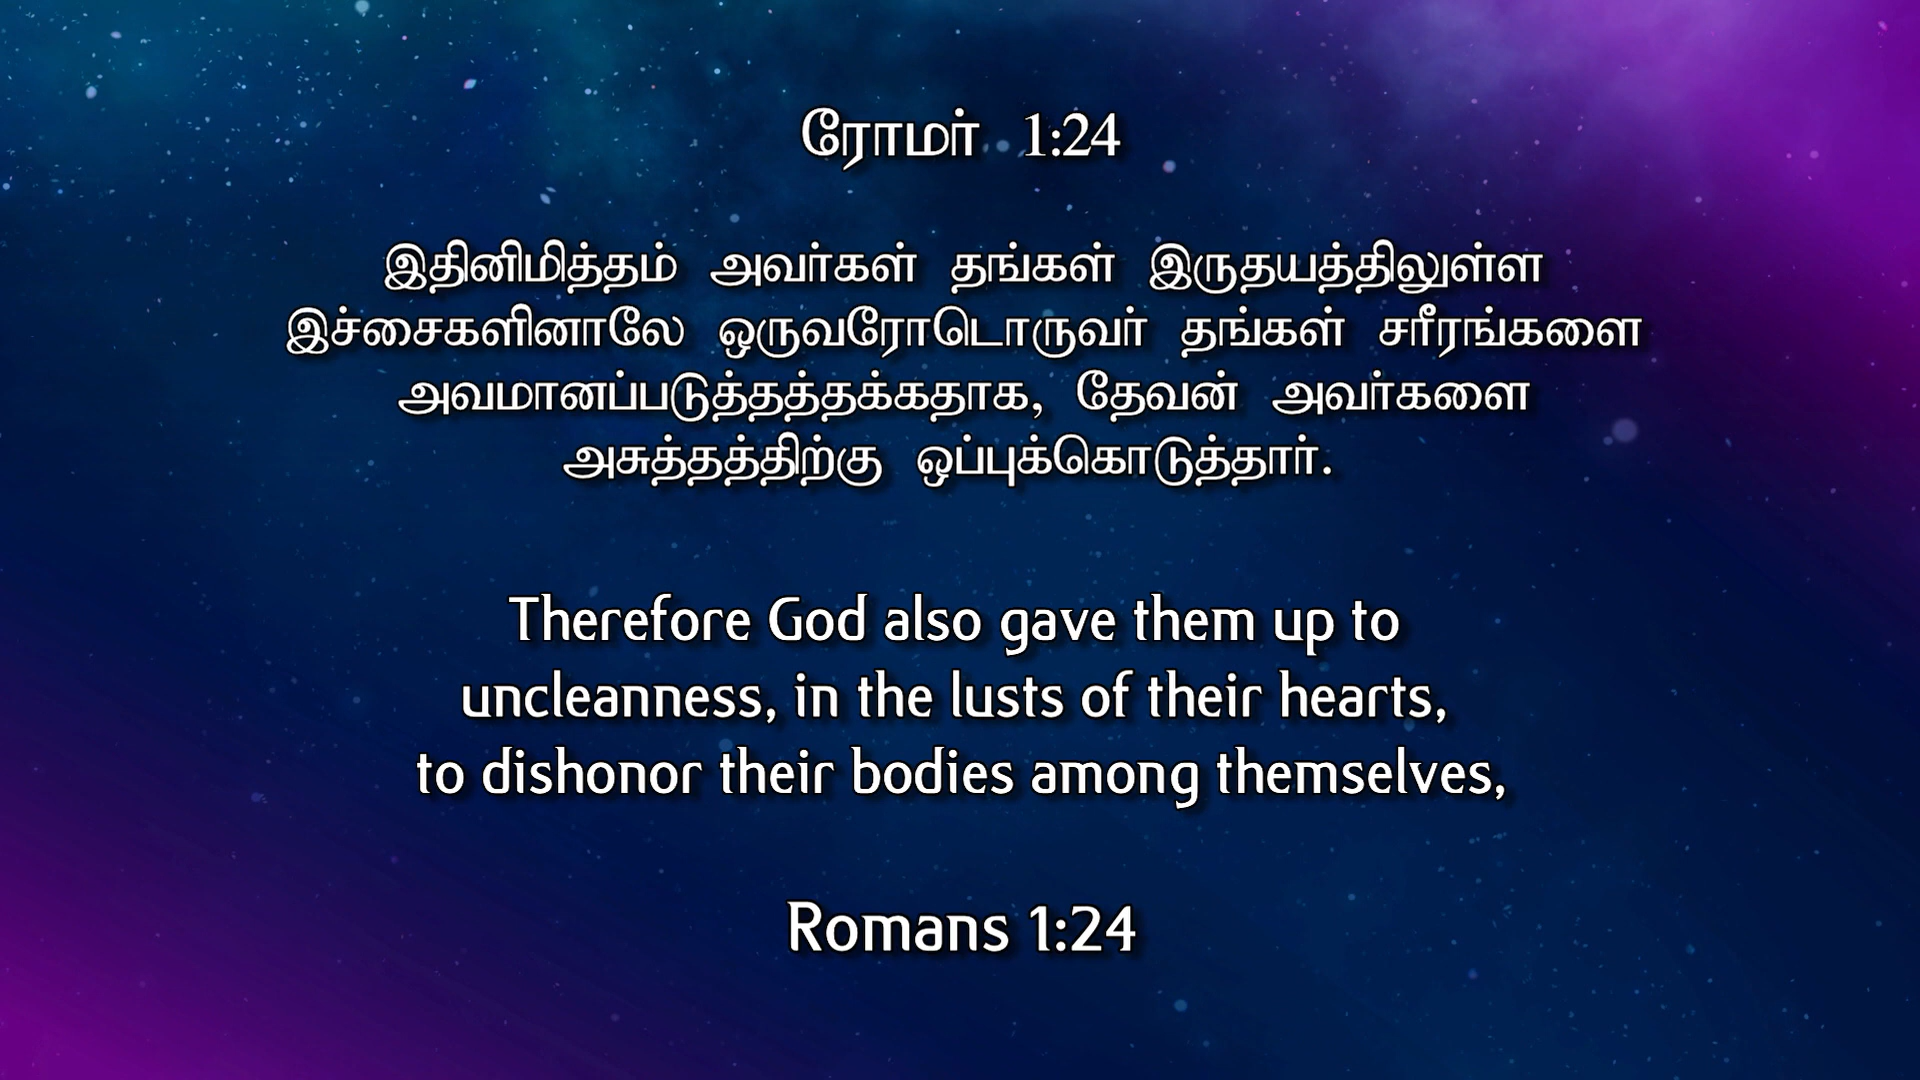 ரோமர் 1:24
இதினிமித்தம் அவர்கள் தங்கள் இருதயத்திலுள்ள
இச்சைகளினாலே ஒருவரோடொருவர் தங்கள் சரீரங்களை
அவமானப்படுத்தத்தக்கதாக, தேவன் அவர்களை
அசுத்தத்திற்கு ஒப்புக்கொடுத்தார்.
Therefore God also gave them up to
uncleanness, in the lusts of their hearts,
to dishonor their bodies among themselves,
Romans 1:24